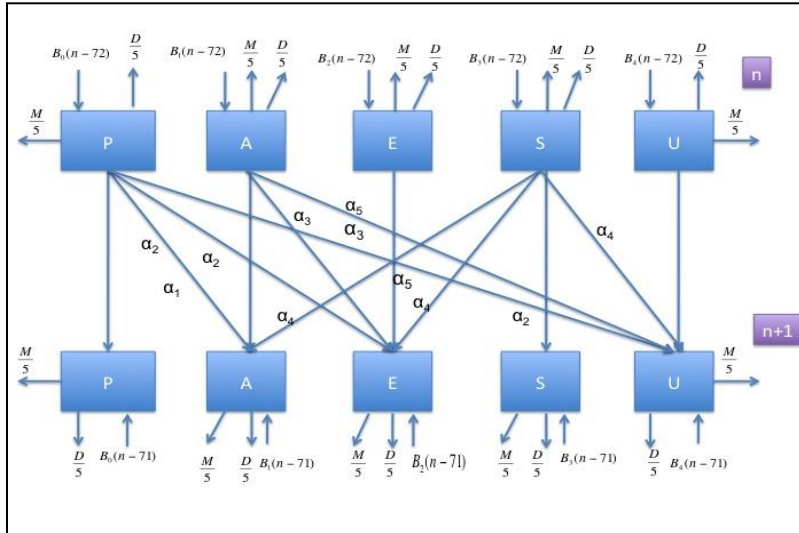 B₀(n-72) D/5 B₁(n-72) M/5 D/5 B₂(n-72) M/5 D/5 B₃(n-72) M/5 D/5 B₄(n-72) D/5
n
M/5 P A E S U M/5
α₅
α₃ α₃ α₄
α₂ α₂
α₁ α₅
α₄ α₄ α₂
n+1
M/5 P A E S U M/5
D/5 B₀(n-71) M/5 D/5 B₁(n-71) M/5 D/5 B₂(n-71) M/5 D/5 B₃(n-71) D/5 B₄(n-71)